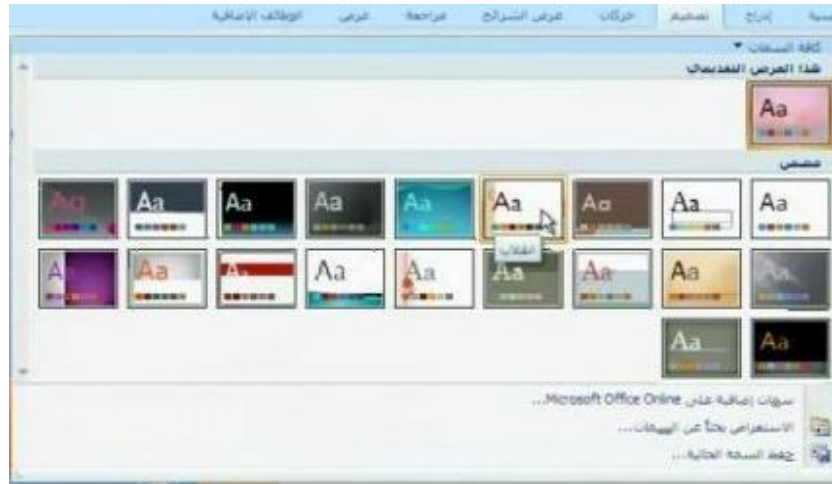 إدراج تصميم حركات عرض الشرائح مراجعة عرض الوظائف الإضافية
كافة السمات
هذا العرض التقديمي
Aa
مخصص
Aa Aa Aa Aa Aa Aa Aa Aa Aa
انقلاب
Aa Aa Aa Aa Aa Aa Aa Aa
Aa Aa
سمات إضافية على Microsoft Office Online...
الاستعراض بحثاً عن السمات...
حفظ السمة الحالية...